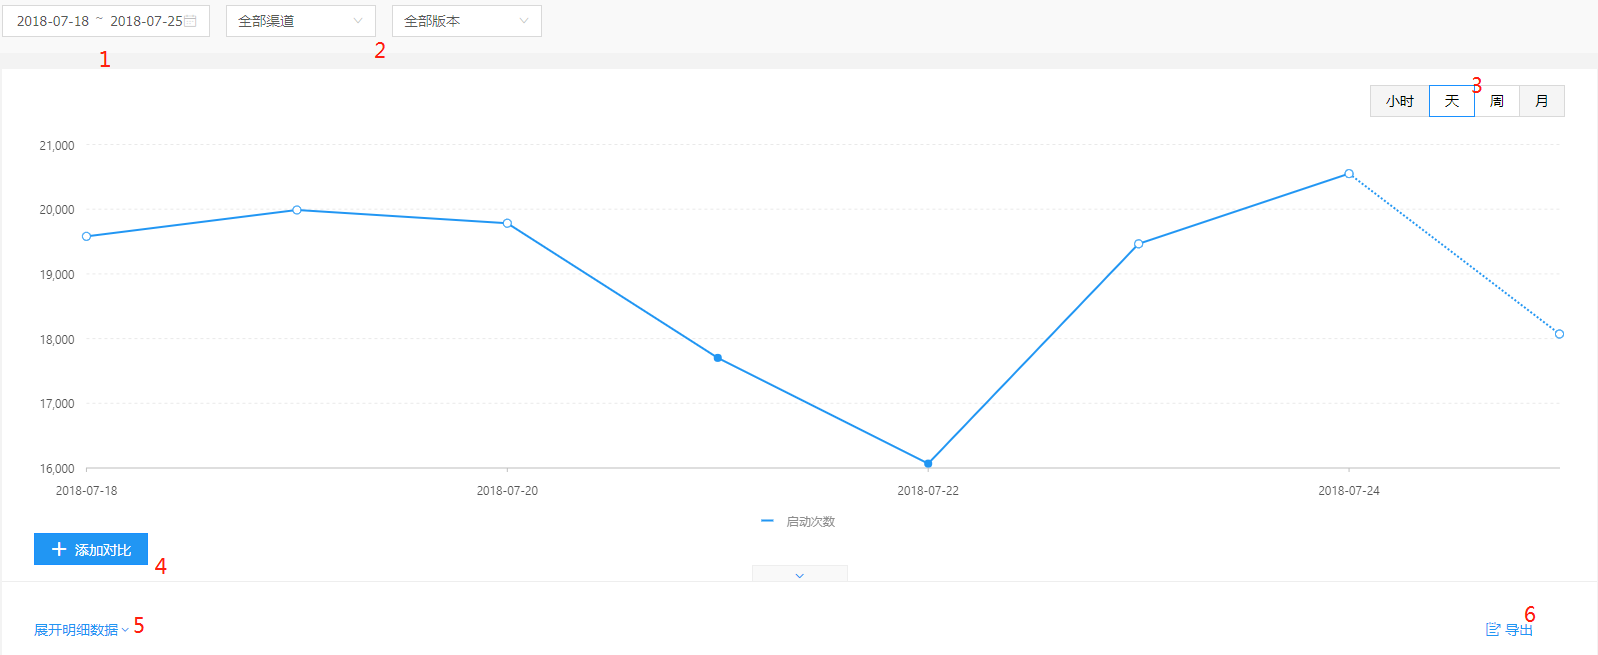 2018-07-18 ~ 2018-07-25 全部渠道 全部版本
1 2
3
小时 天 周 月
21,000
20,000
19,000
18,000
17,000
16,000
2018-07-18 2018-07-20 2018-07-22 2018-07-24
启动次数
+ 添加对比 4
展开明细数据 5
6
导出